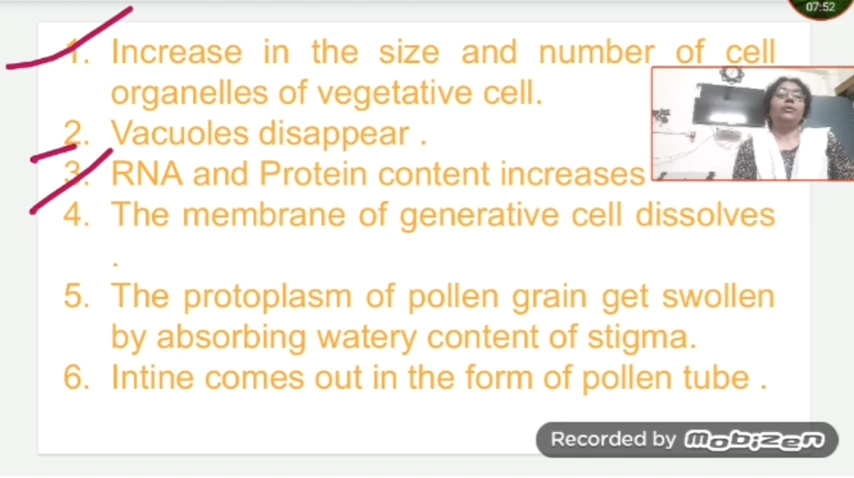 07:52
1. Increase in the size and number of cell
organelles of vegetative cell.
2. Vacuoles disappear .
3. RNA and Protein content increases
4. The membrane of generative cell dissolves
.
5. The protoplasm of pollen grain get swollen
by absorbing watery content of stigma.
6. Intine comes out in the form of pollen tube .
Recorded by mobizen